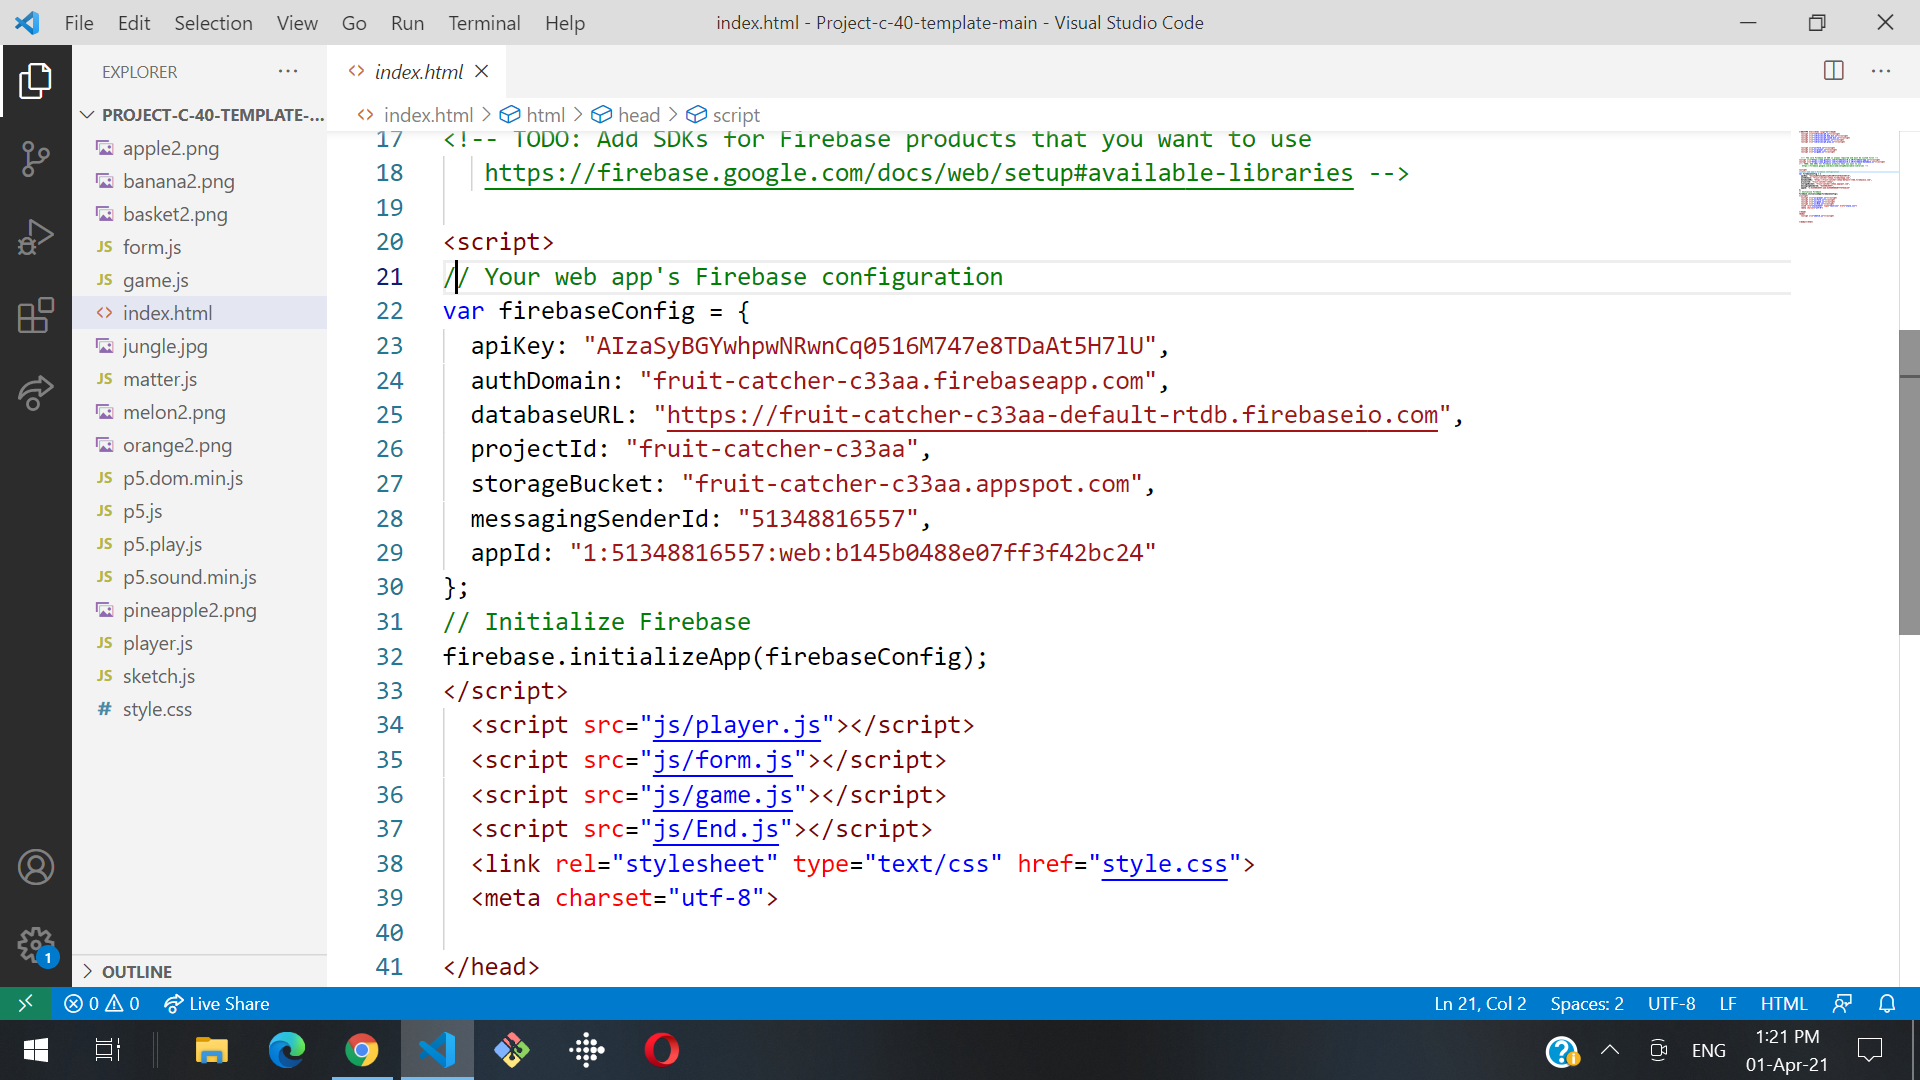 File Edit Selection View Go Run Terminal Help
index.html - Project-c-40-template-main - Visual Studio Code
EXPLORER
PROJECT-C-40-TEMPLATE-...
apple2.png
banana2.png
basket2.png
JS form.js
JS game.js
<> index.html
jungle.jpg
JS matter.js
melon2.png
orange2.png
JS p5.dom.min.js
JS p5.js
JS p5.play.js
JS p5.sound.min.js
pineapple2.png
JS player.js
JS sketch.js
# style.css
OUTLINE
<> index.html
<> index.html > html > head > script
17 <!-- TODO: Add SDKs for Firebase products that you want to use
18 https://firebase.google.com/docs/web/setup#available-libraries -->
19
20 <script>
21 // Your web app's Firebase configuration
22 var firebaseConfig = {
23 apiKey: "AIzaSyBGYwhpwNRwnCq0516M747e8TDaAt5H7lU",
24 authDomain: "fruit-catcher-c33aa.firebaseapp.com",
25 databaseURL: "https://fruit-catcher-c33aa-default-rtdb.firebaseio.com",
26 projectId: "fruit-catcher-c33aa",
27 storageBucket: "fruit-catcher-c33aa.appspot.com",
28 messagingSenderId: "51348816557",
29 appId: "1:51348816557:web:b145b0488e07ff3f42bc24"
30 };
31 // Initialize Firebase
32 firebase.initializeApp(firebaseConfig);
33 </script>
34 <script src="js/player.js"></script>
35 <script src="js/form.js"></script>
36 <script src="js/game.js"></script>
37 <script src="js/End.js"></script>
38 <link rel="stylesheet" type="text/css" href="style.css">
39 <meta charset="utf-8">
40
41 </head>
1
0 0 Live Share
Ln 21, Col 2 Spaces: 2 UTF-8 LF HTML
ENG
1:21 PM
01-Apr-21